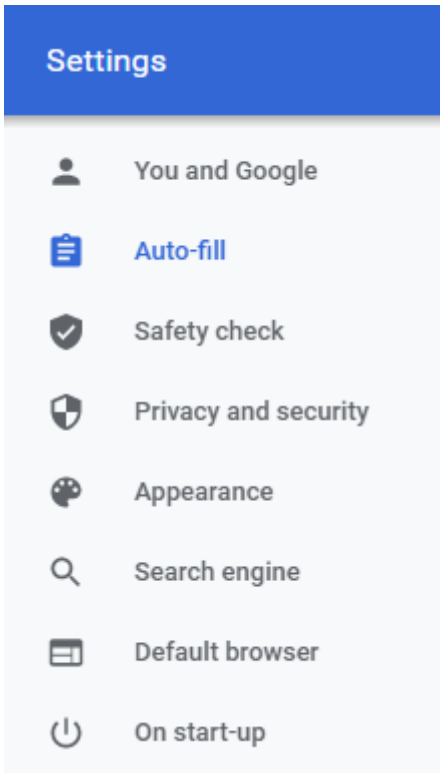 Settings
You and Google
Auto-fill
Safety check
Privacy and security
Appearance
Search engine
Default browser
On start-up